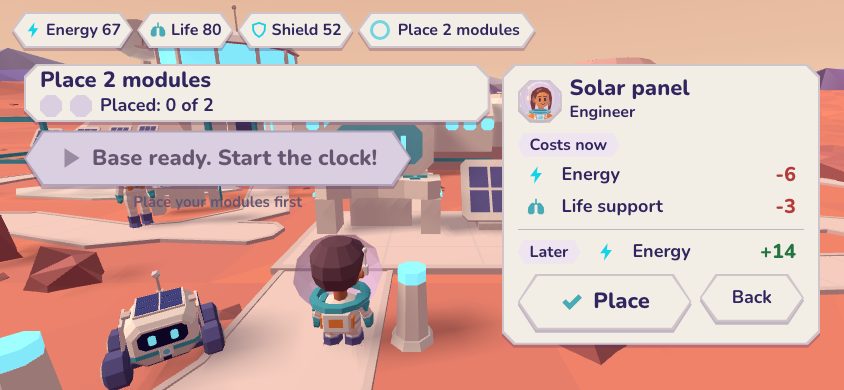 Energy 67
Life 80
Shield 52
Place 2 modules
Place 2 modules
Placed: 0 of 2
Base ready. Start the clock!
Place your modules first
Solar panel
Engineer
Costs now
Energy -6
Life support -3
Later Energy +14
Place
Back